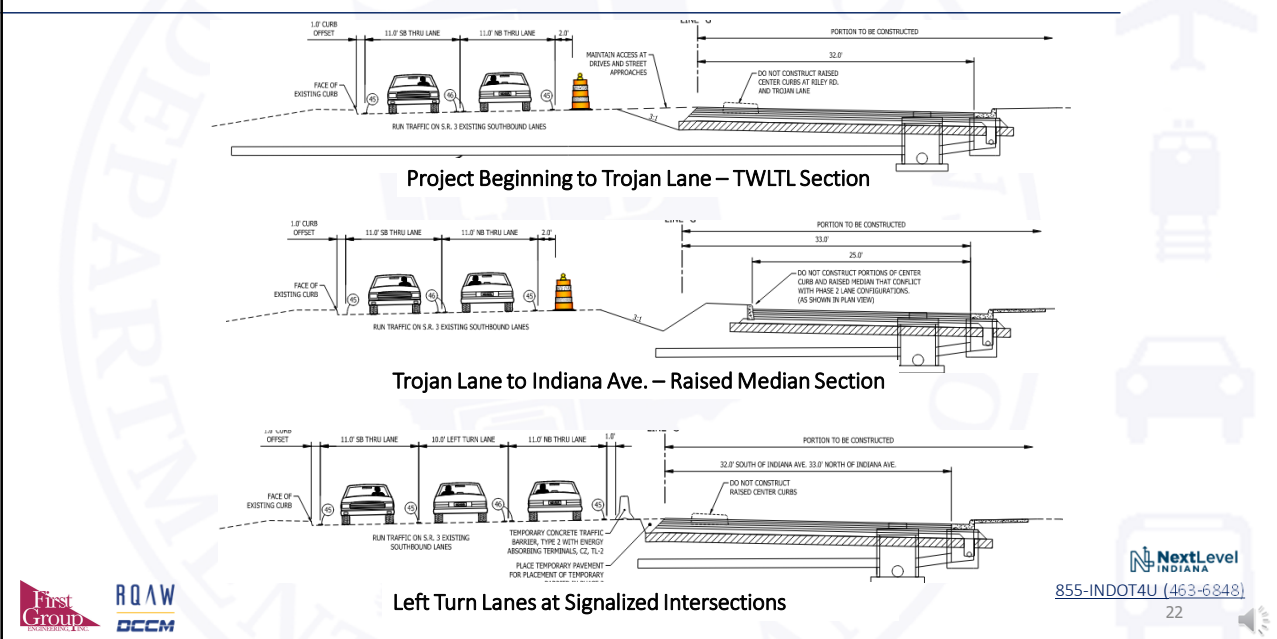 LINE "G"
1.0' CURB
OFFSET
11.0' SB THRU LANE
11.0' NB THRU LANE
2.0'
PORTION TO BE CONSTRUCTED
32.0'
MAINTAIN ACCESS AT
DRIVES AND STREET
APPROACHES
DO NOT CONSTRUCT RAISED
CENTER CURBS AT RILEY RD.
AND TROJAN LANE
FACE OF
EXISTING CURB
45
46
45
3:1
RUN TRAFFIC ON S.R. 3 EXISTING SOUTHBOUND LANES
Project Beginning to Trojan Lane – TWLTL Section
1.0' CURB
OFFSET
11.0' SB THRU LANE
11.0' NB THRU LANE
2.0'
PORTION TO BE CONSTRUCTED
33.0'
25.0'
DO NOT CONSTRUCT PORTIONS OF CENTER
CURB AND RAISED MEDIAN THAT CONFLICT
WITH PHASE 2 LANE CONFIGURATIONS.
(AS SHOWN IN PLAN VIEW)
FACE OF
EXISTING CURB
45
46
45
3:1
RUN TRAFFIC ON S.R. 3 EXISTING SOUTHBOUND LANES
Trojan Lane to Indiana Ave. – Raised Median Section
1.0' CURB
OFFSET
11.0' SB THRU LANE
10.0' LEFT TURN LANE
11.0' NB THRU LANE
1.0'
PORTION TO BE CONSTRUCTED
32.0' SOUTH OF INDIANA AVE. 33.0' NORTH OF INDIANA AVE.
DO NOT CONSTRUCT
RAISED CENTER CURBS
FACE OF
EXISTING CURB
45
45
46
45
RUN TRAFFIC ON S.R. 3 EXISTING
SOUTHBOUND LANES
TEMPORARY CONCRETE TRAFFIC
BARRIER, TYPE 2 WITH ENERGY
ABSORBING TERMINALS, CZ, TL-2
PLACE TEMPORARY PAVEMENT
FOR PLACEMENT OF TEMPORARY
Left Turn Lanes at Signalized Intersections
First
Group
ENGINEERING, INC.
RQAW
DCCM
NextLevel
INDIANA
855-INDOT4U (463-6848)
22
DEPARTMENT